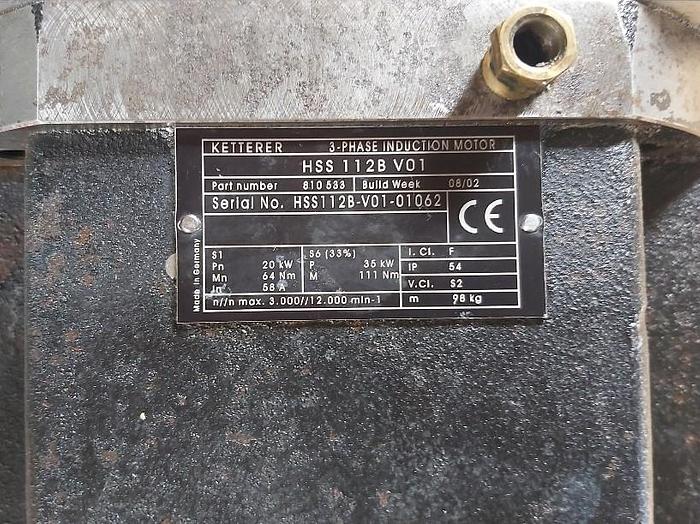 KETTERER 3-PHASE INDUCTION MOTOR
HSS 112B V01
Part number 810 533 Build Week 08/02
Serial No. HSS112B-V01-01062
CE
Made in Germany
S1 S6 (33%) I. Cl. F
Pn 20 kW P 35 kW IP 54
Mn 64 Nm M 111 Nm V.Cl. S2
In 58 A
n//n max. 3.000//12.000 min-1 m 98 kg